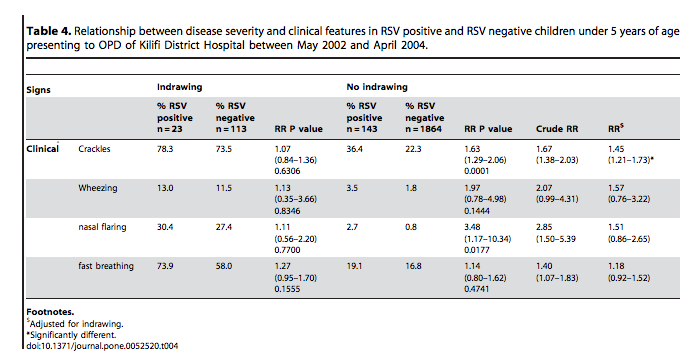 Table 4. Relationship between disease severity and clinical features in RSV positive and RSV negative children under 5 years of age
presenting to OPD of Kilifi District Hospital between May 2002 and April 2004.
Signs Indrawing No indrawing
% RSV % RSV % RSV % RSV
positive negative positive negative
n = 23 n = 113 RR P value n = 143 n = 1864 RR P value Crude RR RR$
Clinical Crackles 78.3 73.5 1.07 36.4 22.3 1.63 1.67 1.45
(0.84–1.36) (1.29–2.06) (1.38–2.03) (1.21–1.73)*
0.6306 0.0001
Wheezing 13.0 11.5 1.13 3.5 1.8 1.97 2.07 1.57
(0.35–3.66) (0.78–4.98) (0.99–4.31) (0.76–3.22)
0.8346 0.1444
nasal flaring 30.4 27.4 1.11 2.7 0.8 3.48 2.85 1.51
(0.56–2.20) (1.17–10.34) (1.50–5.39 (0.86–2.65)
0.7700 0.0177
fast breathing 73.9 58.0 1.27 19.1 16.8 1.14 1.40 1.18
(0.95–1.70) (0.80–1.62) (1.07–1.83) (0.92–1.52)
0.1555 0.4741
Footnotes.
$Adjusted for indrawing.
*Significantly different.
doi:10.1371/journal.pone.0052520.t004